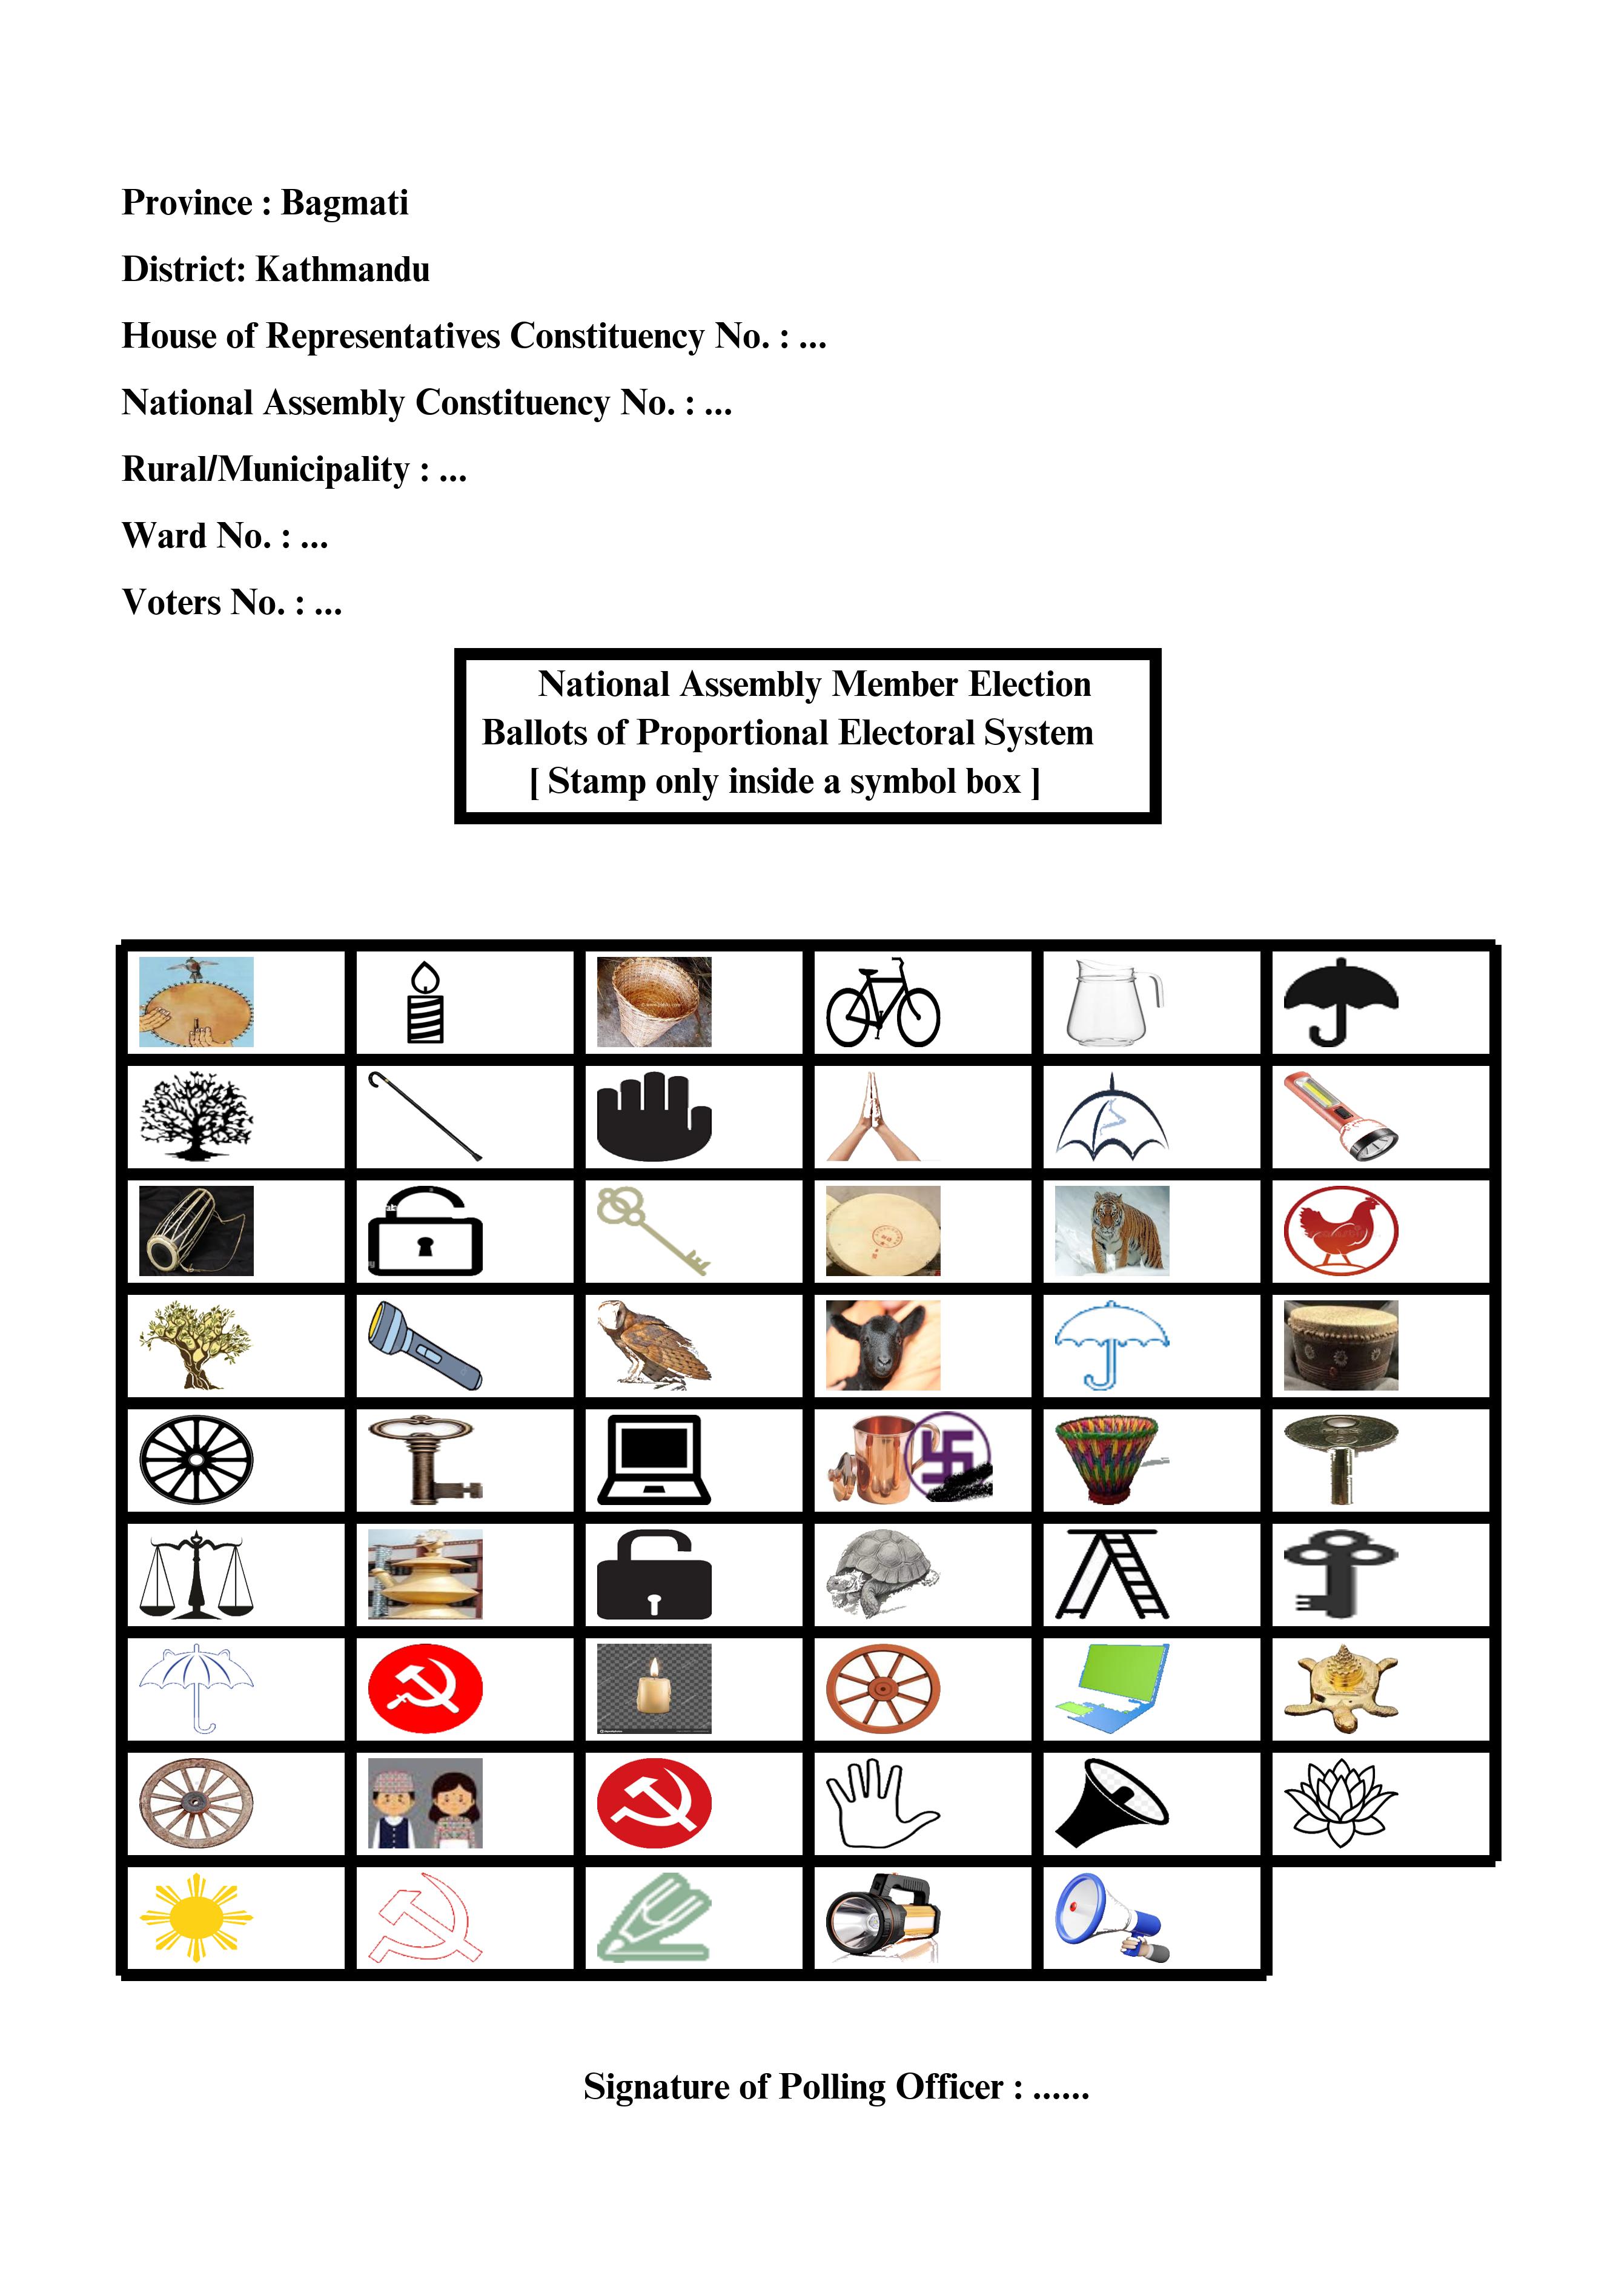 Province : Bagmati
District: Kathmandu
House of Representatives Constituency No. : ...
National Assembly Constituency No. : ...
Rural/Municipality : ...
Ward No. : ...
Voters No. : ...
National Assembly Member Election
Ballots of Proportional Electoral System
[ Stamp only inside a symbol box ]
Signature of Polling Officer : ......